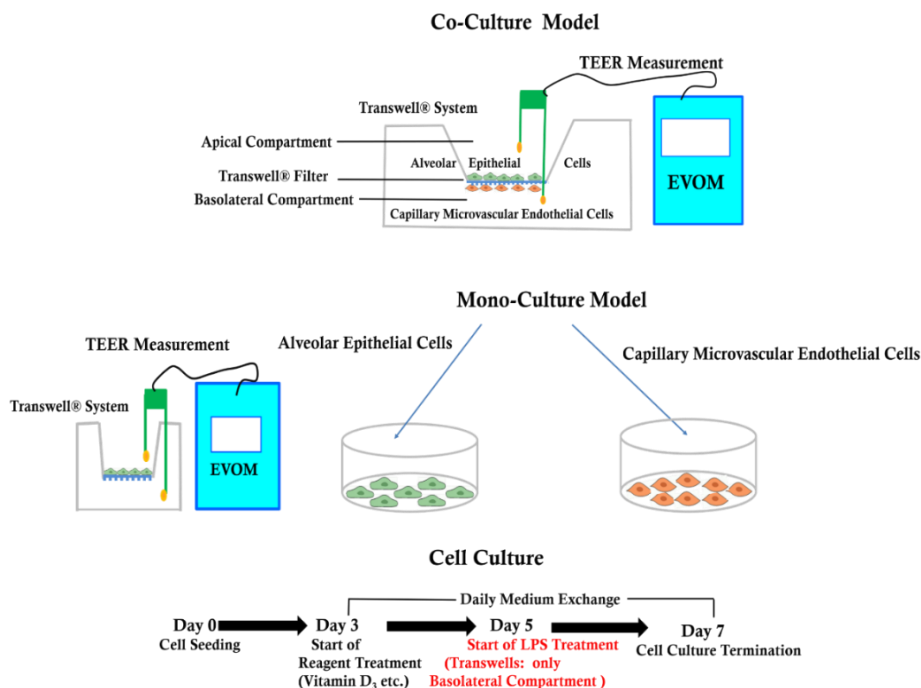 Co-Culture Model
TEER Measurement
Transwell® System
Apical Compartment
Alveolar Epithelial Cells
Transwell® Filter
EVOM
Basolateral Compartment
Capillary Microvascular Endothelial Cells
Mono-Culture Model
TEER Measurement
Alveolar Epithelial Cells
Capillary Microvascular Endothelial Cells
Transwell® System
EVOM
Cell Culture
Daily Medium Exchange
Day 0
Cell Seeding
Day 3
Start of
Reagent Treatment
(Vitamin D3 etc.)
Day 5
Start of LPS Treatment
(Transwells: only
Basolateral Compartment )
Day 7
Cell Culture Termination